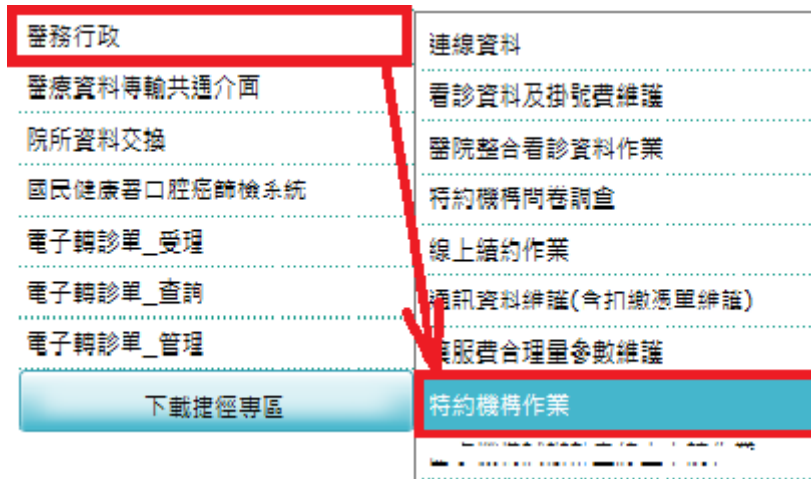 醫務行政
醫療資料傳輸共通介面
院所資料交換
國民健康署口腔癌篩檢系統
電子轉診單_受理
電子轉診單_查詢
電子轉診單_管理
下載捷徑專區
連線資料
看診資料及掛號費維護
醫院整合看診資料作業
特約機構問卷調查
線上續約作業
通訊資料維護(含扣繳憑單維護)
服費合理量參數維護
特約機構作業